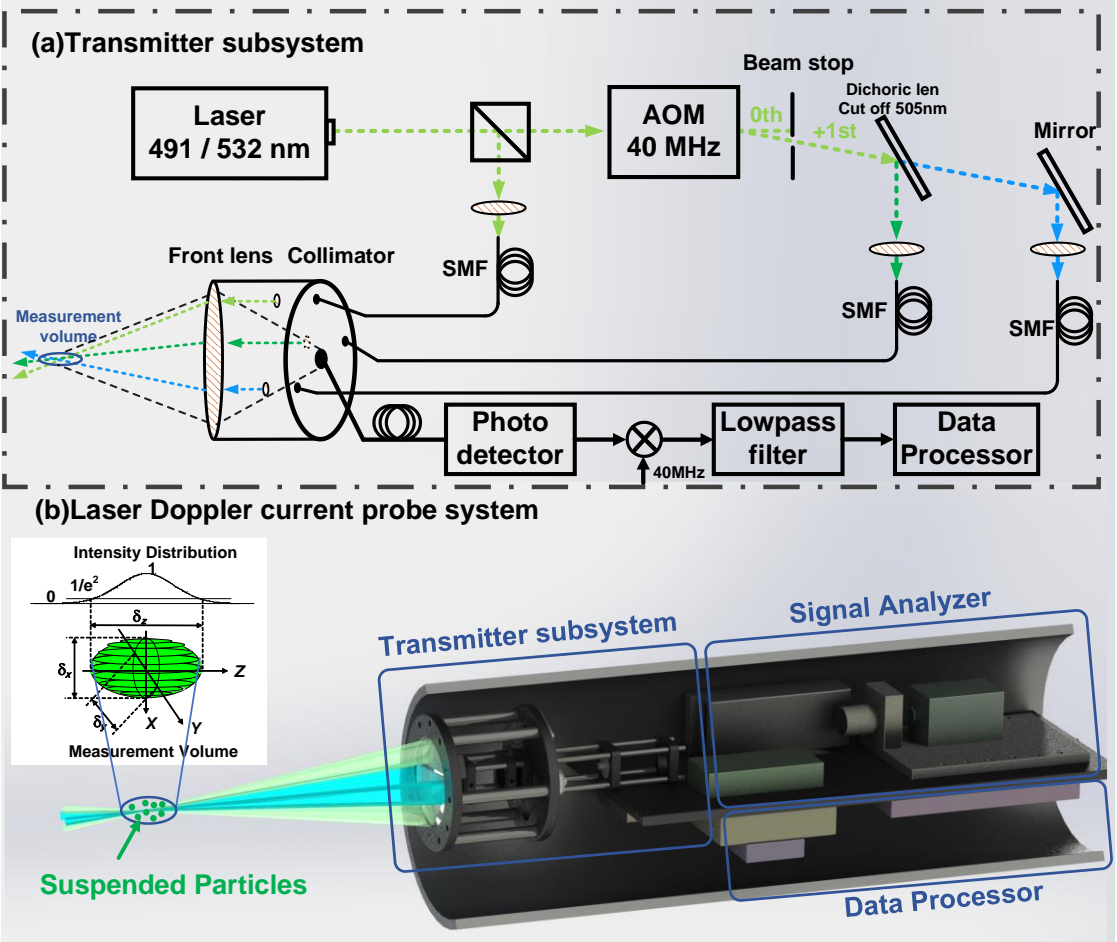 (a)Transmitter subsystem
Laser
491 / 532 nm
AOM
40 MHz
Beam stop
0th
+1st
Dichoric len
Cut off 505nm
Mirror
SMF
SMF
SMF
Front lens
Collimator
Measurement
volume
Photo
detector
40MHz
Lowpass
filter
Data
Processor
(b)Laser Doppler current probe system
Intensity Distribution
1
1/e²
0
δz
δx
δy
Z
X
Y
Measurement Volume
Transmitter subsystem
Signal Analyzer
Suspended Particles
Data Processor